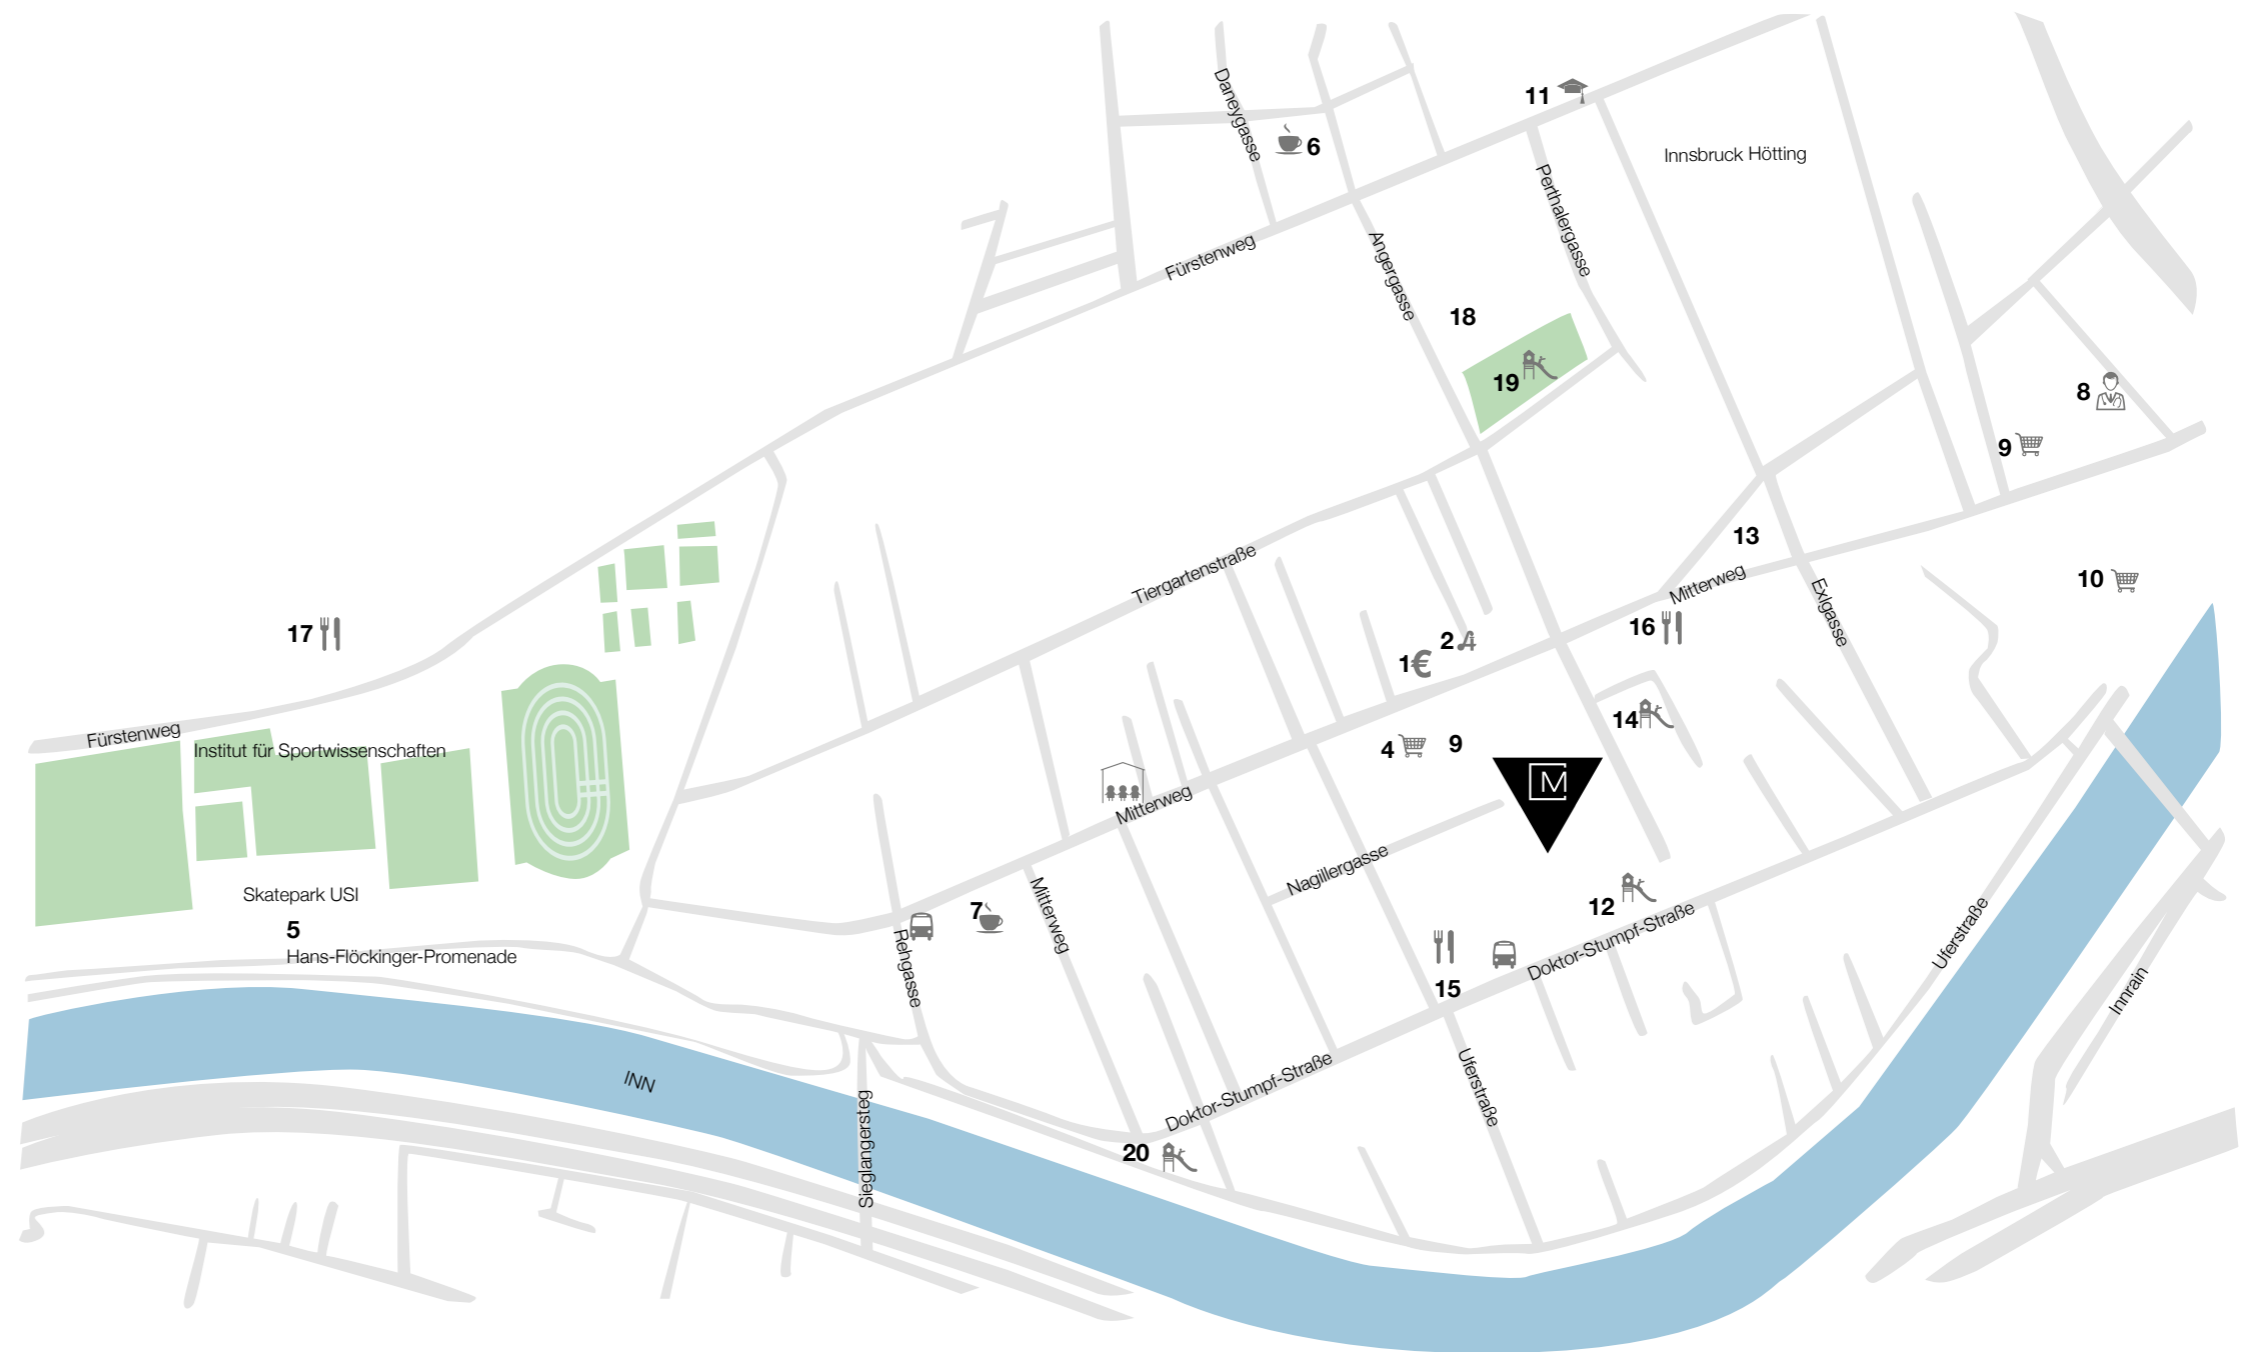 Daneygasse
11
6
Innsbruck Hötting
Perthalergasse
Fürstenweg
Angergasse
18
19
8
9
13
Tiergartenstraße
Mitterweg
10
Exlgasse
17
16
2
1€
14
Fürstenweg
Institut für Sportwissenschaften
4
9
M
Mitterweg
Nagillergasse
Skatepark USI
5
Hans-Flöckinger-Promenade
7
Mitterweg
Rehgasse
12
Doktor-Stumpf-Straße
15
Uferstraße
Innrain
INN
Sieglangersteg
Doktor-Stumpf-Straße
Uferstraße
20